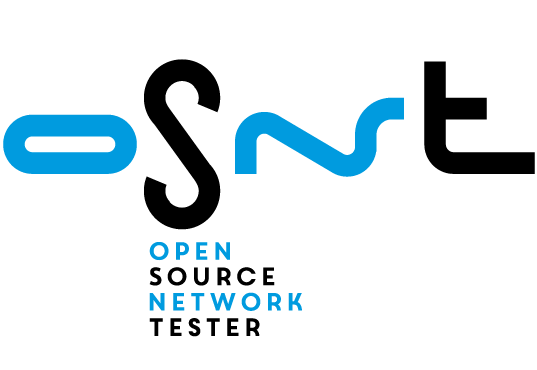 osnt
OPEN
SOURCE
NETWORK
TESTER